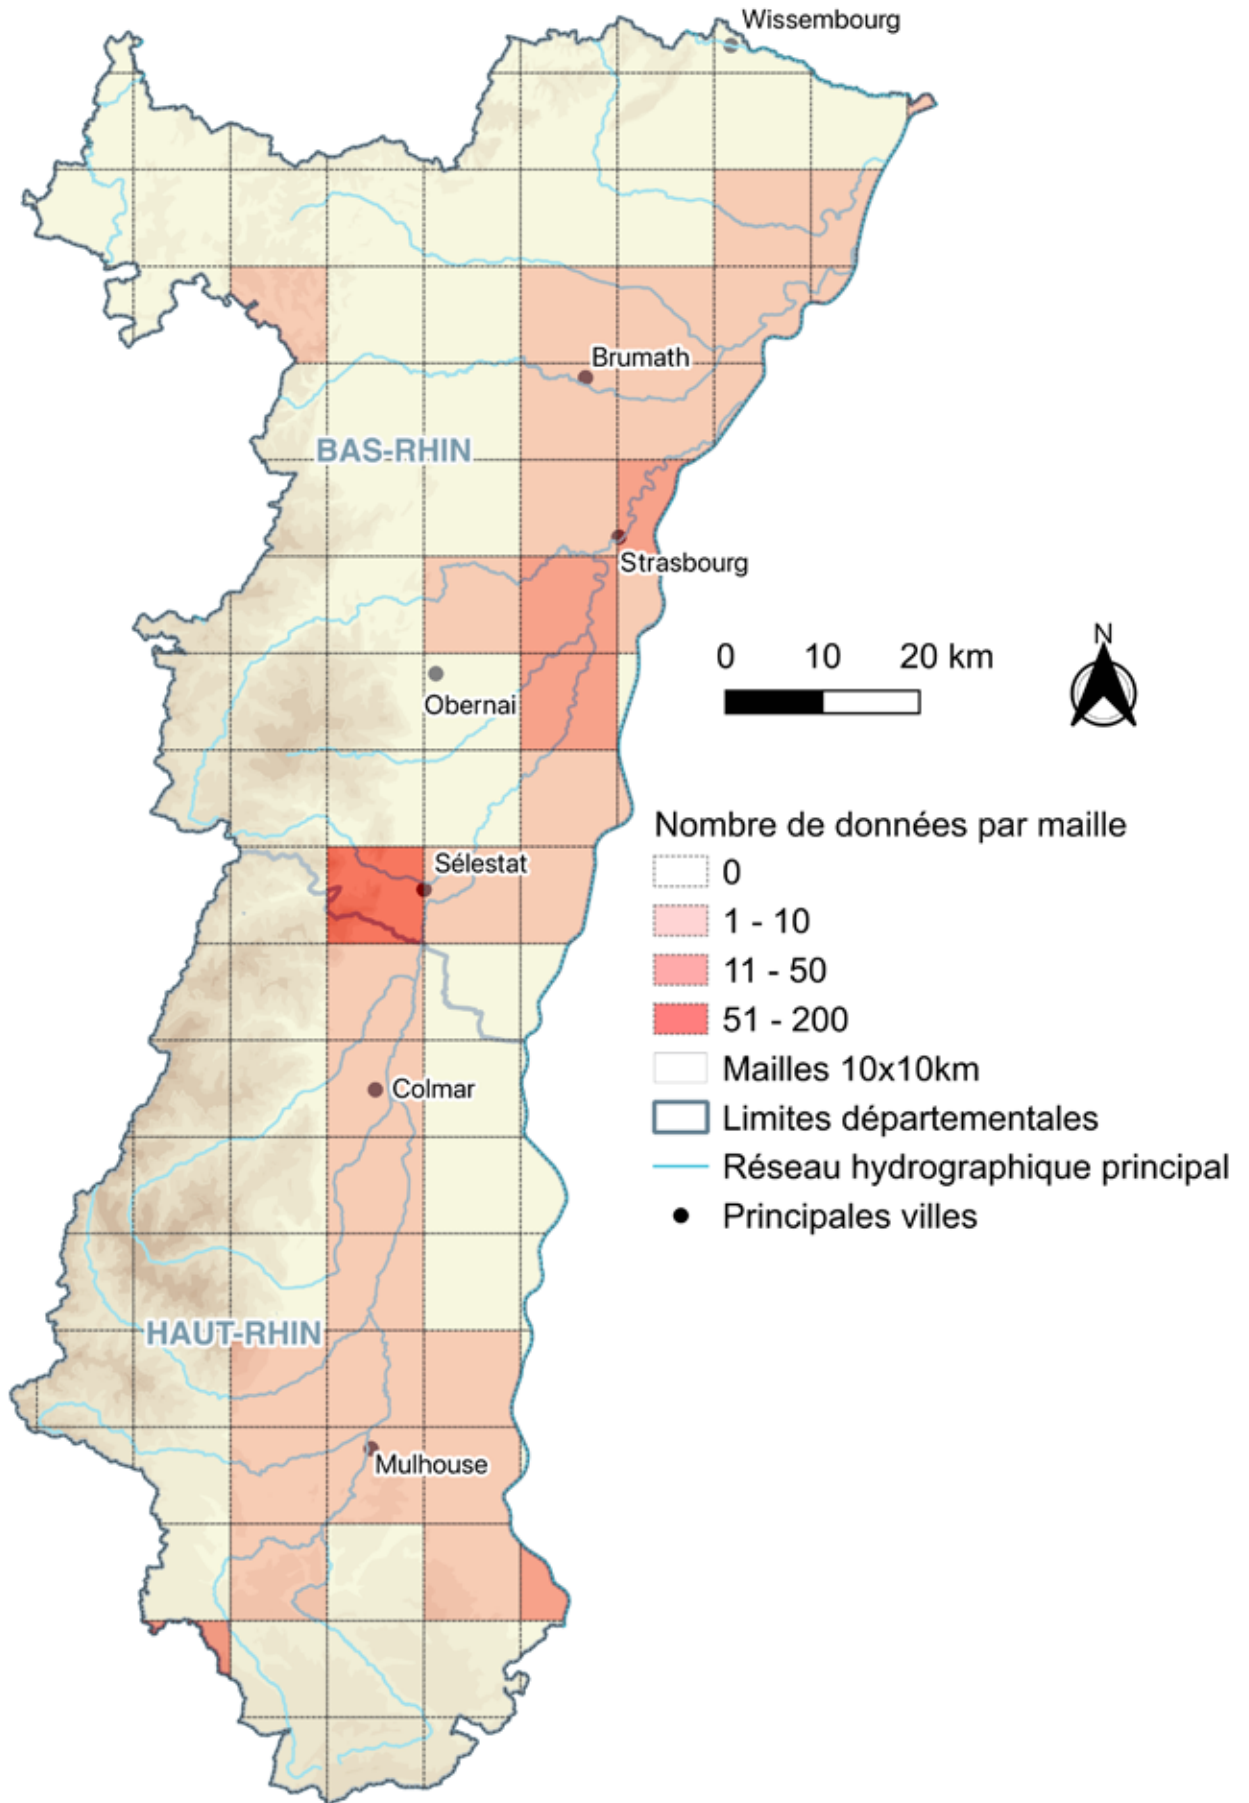 Wissembourg
Brumath
BAS-RHIN
Strasbourg
N
0 10 20 km
Obernai
Nombre de données par maille
Sélestat
0
1 - 10
11 - 50
51 - 200
Mailles 10x10km
Colmar
Limites départementales
Réseau hydrographique principal
Principales villes
HAUT-RHIN
Mulhouse